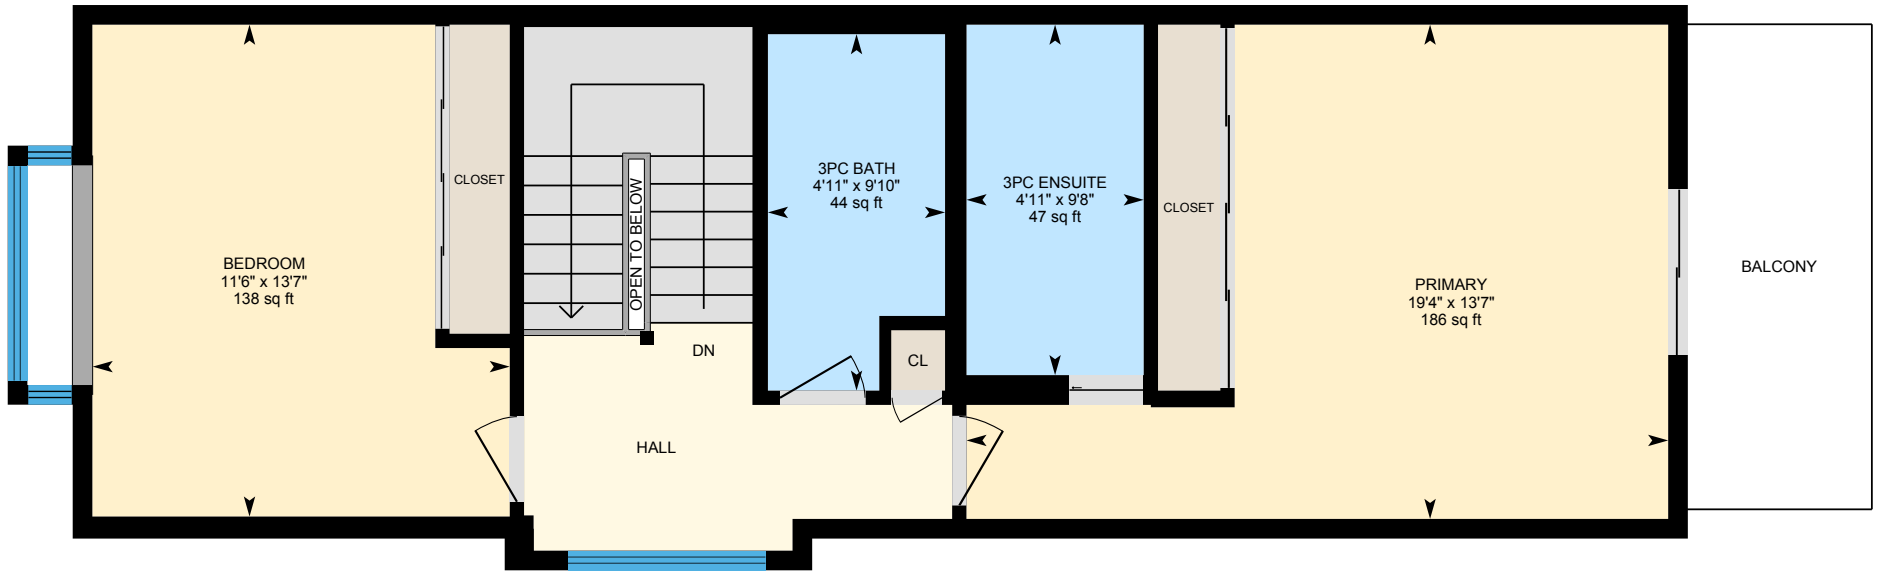 BEDROOM
11'6" x 13'7"
138 sq ft
CLOSET
OPEN TO BELOW
DN
HALL
3PC BATH
4'11" x 9'10"
44 sq ft
CL
3PC ENSUITE
4'11" x 9'8"
47 sq ft
CLOSET
PRIMARY
19'4" x 13'7"
186 sq ft
BALCONY